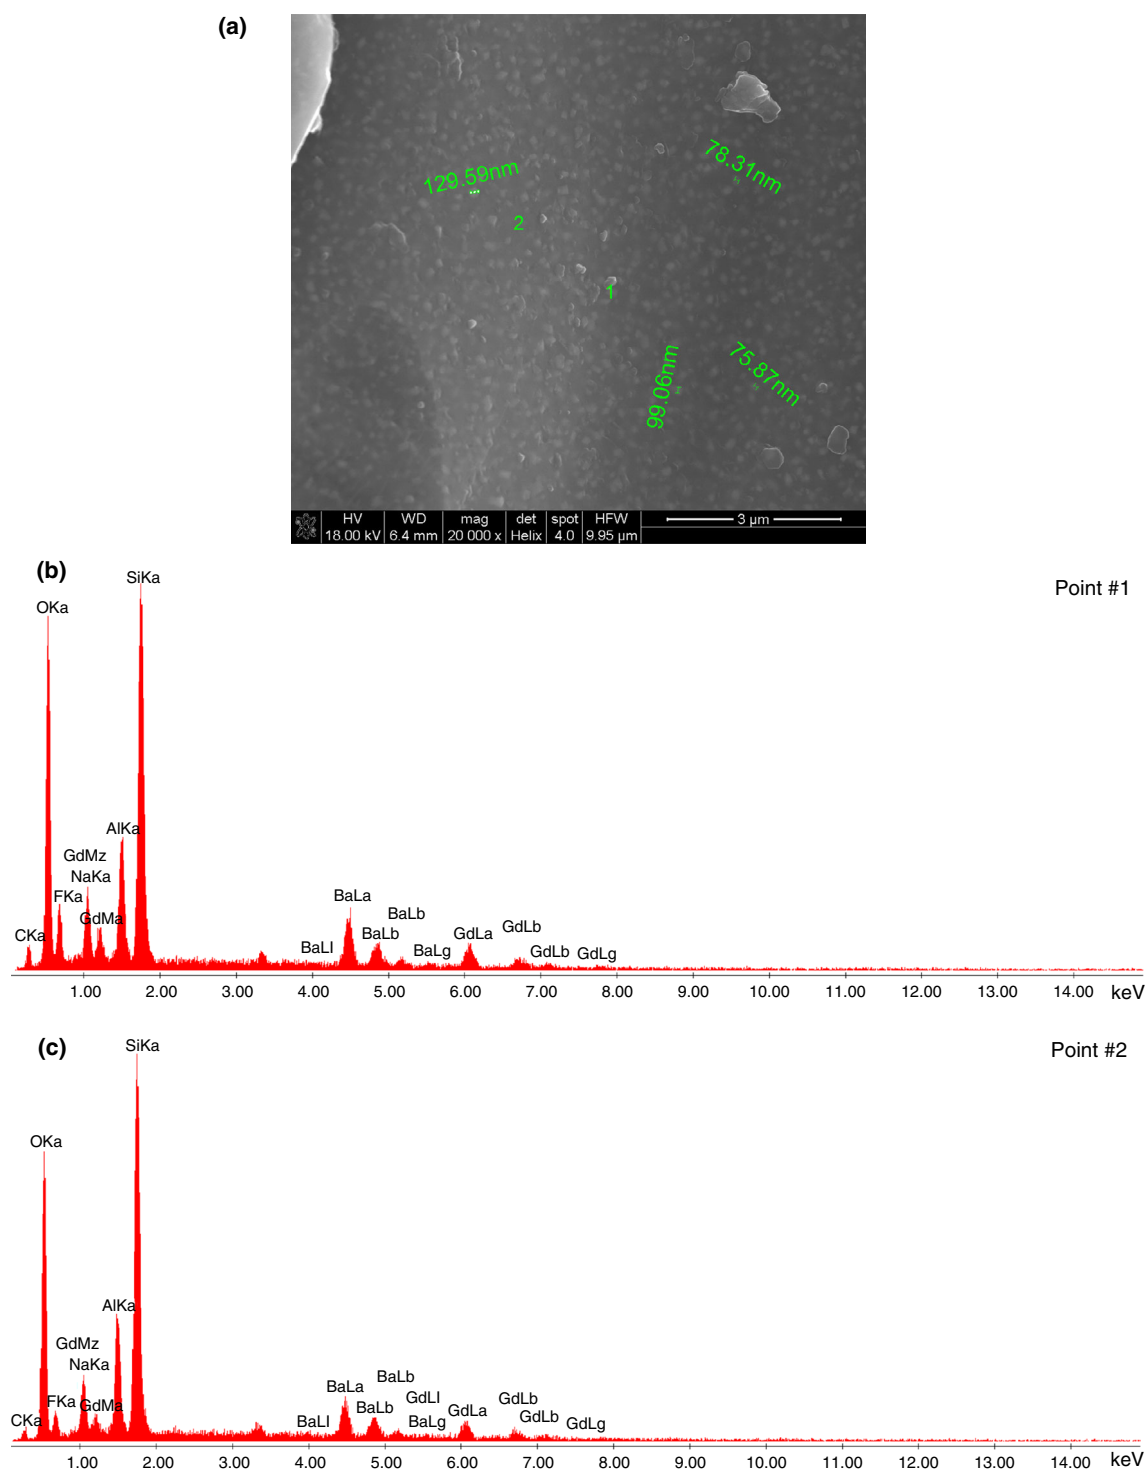 (a)
129.59nm
78.31nm
2
1
99.06nm
75.87nm
HV WD mag det spot HFW
18.00 kV 6.4 mm 20 000 x Helix 4.0 9.95 µm
3 µm
(b)
Point #1
SiKa
OKa
AlKa
GdMz
NaKa
FKa
GdMa
CKa
BaLl
BaLa
BaLb
BaLb
BaLg
GdLa
GdLb
GdLb
GdLg
1.00 2.00 3.00 4.00 5.00 6.00 7.00 8.00 9.00 10.00 11.00 12.00 13.00 14.00 keV
(c)
Point #2
SiKa
OKa
AlKa
GdMz
NaKa
FKa
GdMa
CKa
BaLl
BaLa
BaLb
BaLb
GdLl
BaLg
GdLa
GdLb
GdLb
GdLg
1.00 2.00 3.00 4.00 5.00 6.00 7.00 8.00 9.00 10.00 11.00 12.00 13.00 14.00 keV